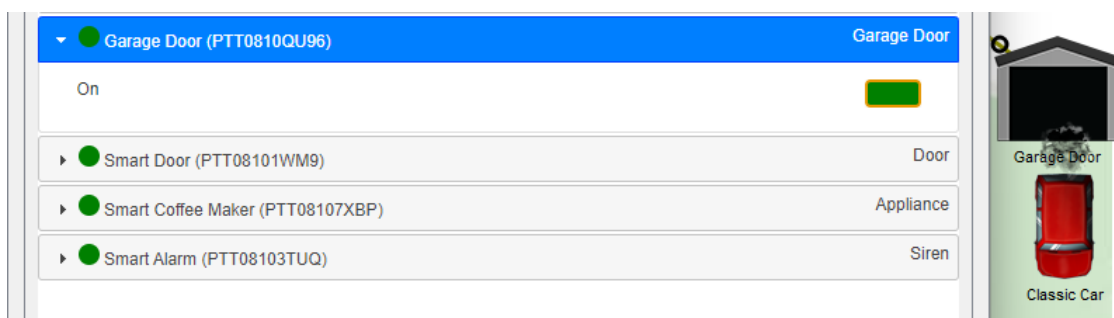 Garage Door (PTT0810QU96) Garage Door
On
Smart Door (PTT08101WM9) Door
Smart Coffee Maker (PTT08107XBP) Appliance
Smart Alarm (PTT08103TUQ) Siren
Garage Door
Classic Car